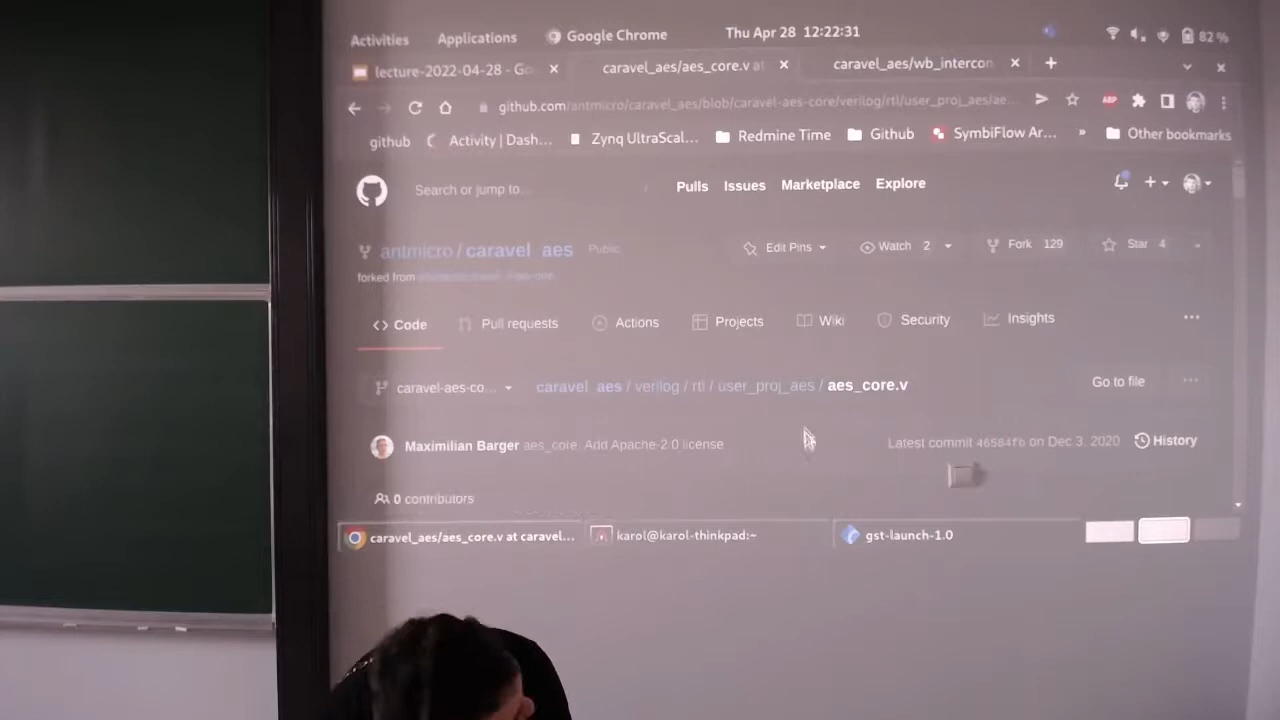 Activities Applications Google Chrome Thu Apr 28 12:22:31 82 %
lecture-2022-04-28 - Go caravel_aes/aes_core.v at caravel_aes/wb_intercon
github.com/antmicro/caravel_aes/blob/caravel-aes-core/verilog/rtl/user_proj_aes/ae... ABP
github Activity | Dash... Zynq UltraScal... Redmine Time Github SymbiFlow Ar... » Other bookmarks
Search or jump to... / Pulls Issues Marketplace Explore
antmicro / caravel_aes Public Edit Pins Watch 2 Fork 129 Star 4
forked from
Code Pull requests Actions Projects Wiki Security Insights ...
caravel-aes-co... caravel_aes / verilog / rtl / user_proj_aes / aes_core.v Go to file ...
Maximilian Barger aes_core: Add Apache-2.0 license Latest commit 46584fb on Dec 3, 2020 History
0 contributors
caravel_aes/aes_core.v at caravel... karol@karol-thinkpad:~ gst-launch-1.0